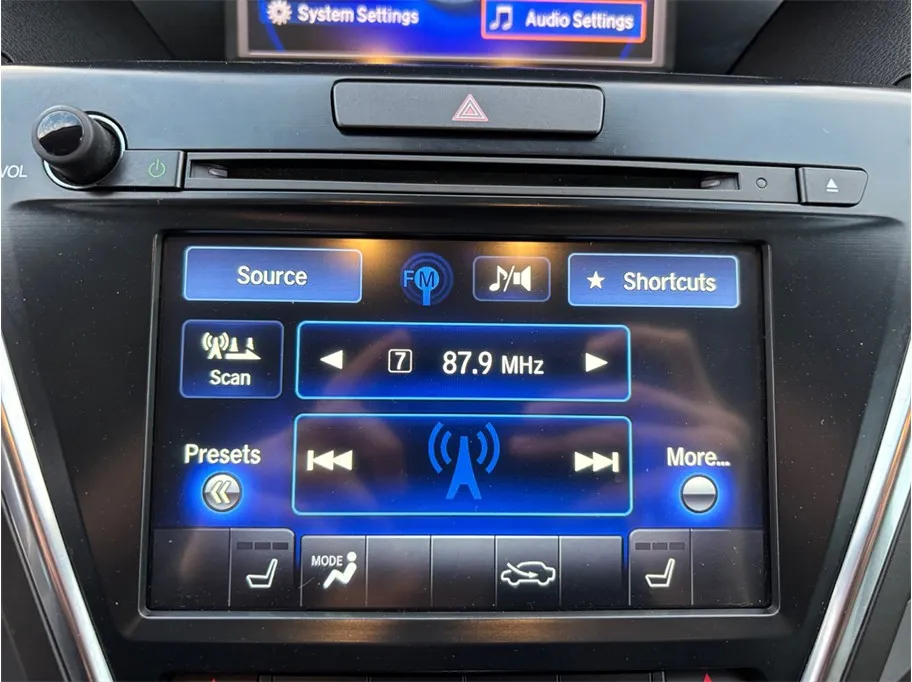 System Settings
Audio Settings
VOL
Source
FM
Shortcuts
Scan
7 87.9 MHz
Presets
More...
MODE